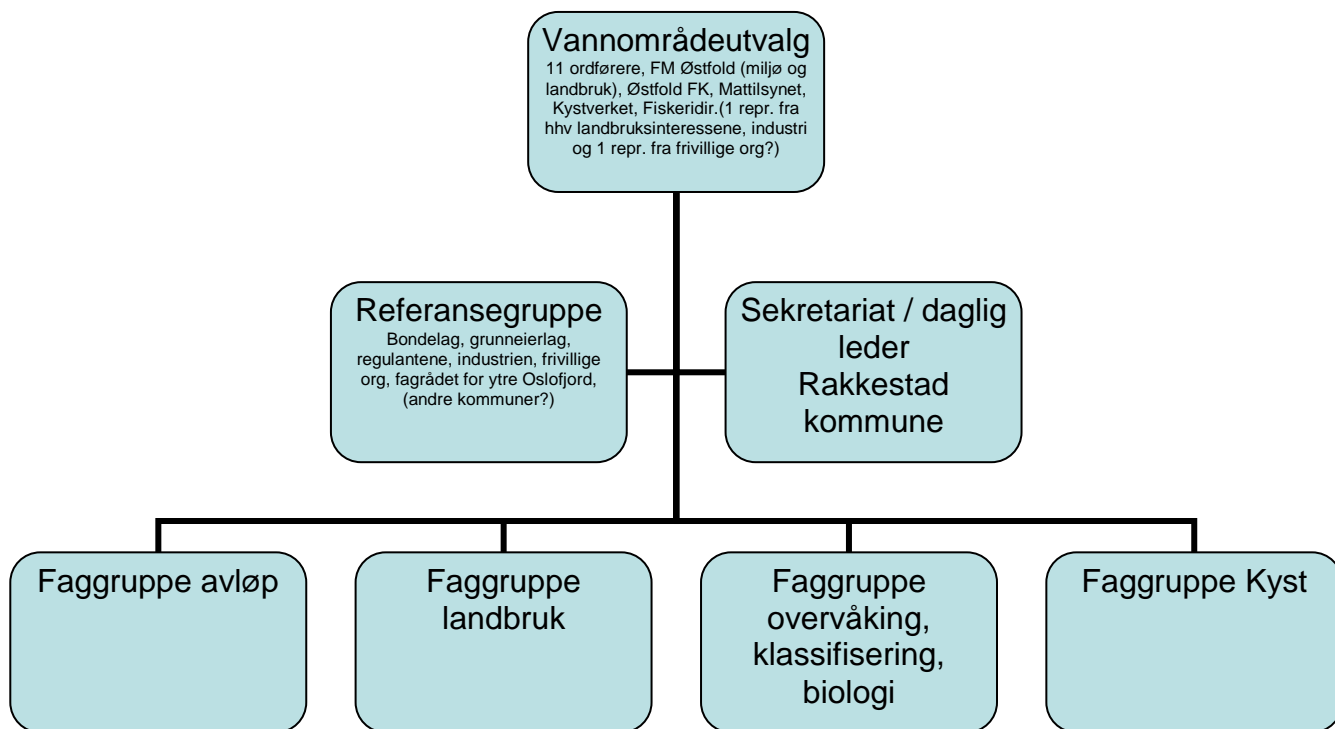 Vannområdeutvalg
11 ordførere, FM Østfold (miljø og
landbruk), Østfold FK, Mattilsynet,
Kystverket, Fiskeridir.(1 repr. fra
hhv landbruksinteressene, industri
og 1 repr. fra frivillige org?)
Referansegruppe
Bondelag, grunneierlag,
regulantene, industrien, frivillige
org, fagrådet for ytre Oslofjord,
(andre kommuner?)
Sekretariat / daglig
leder
Rakkestad
kommune
Faggruppe avløp
Faggruppe
landbruk
Faggruppe
overvåking,
klassifisering,
biologi
Faggruppe Kyst